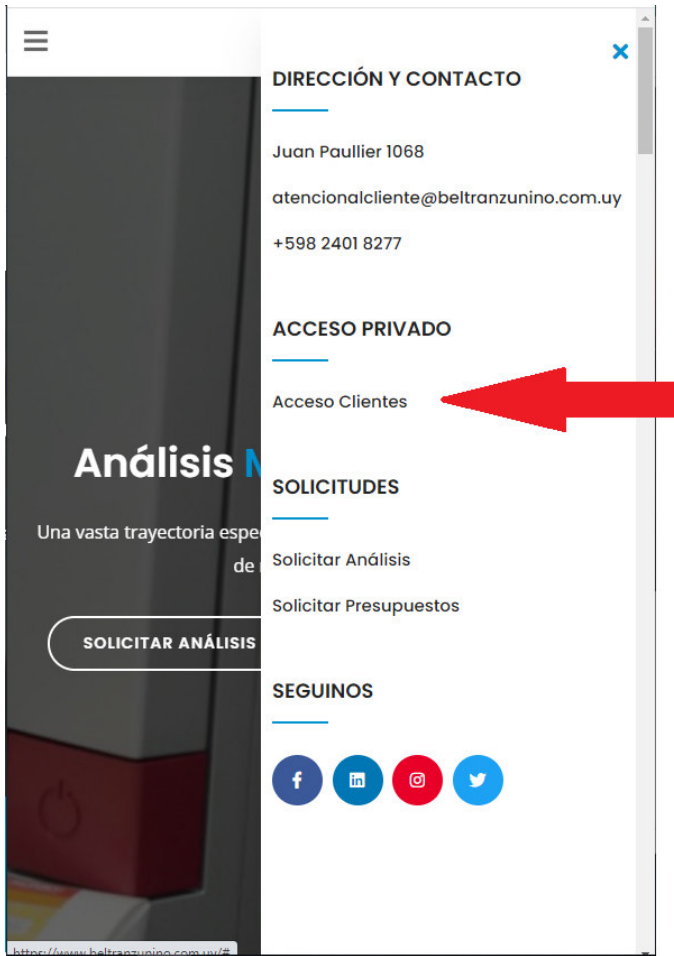 DIRECCIÓN Y CONTACTO
Juan Paullier 1068
atencionalcliente@beltranzunino.com.uy
+598 2401 8277
ACCESO PRIVADO
Acceso Clientes
Análisis
SOLICITUDES
Una vasta trayectoria espe
de
Solicitar Análisis
Solicitar Presupuestos
SOLICITAR ANÁLISIS
SEGUINOS
https://www.beltranzunino.com.uy/#